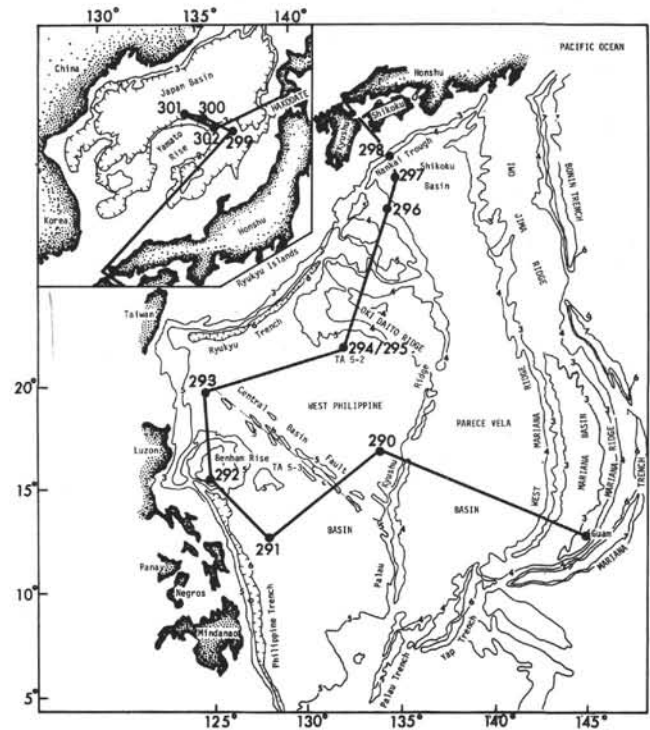 130° 135° 140°
PACIFIC OCEAN
China
Japan Basin
301 300
HAKODATE
302
299
Yamato
Rise
Korea
Honshu
Honshu
Shikoku
Kyushu
298
Nankai Trough
297
Shikoku
Basin
296
IWO
JIMA
RIDGE
BONIN TRENCH
Ryukyu Islands
Taiwan
Ryukyu
Trench
OKI DAITO RIDGE
294/295
TA 5-2
20°
293
Central
Basin
Fault
WEST PHILIPPINE
BASIN
Ridge
Kyushu
Palau
PARECE VELA
BASIN
WEST
MARIANA
RIDGE
MARIANA
BASIN
MARIANA RIDGE
MARIANA
TRENCH
Luzon
Benham Rise
TA 5-3
290
15°
292
291
Guam
Panay
Negros
10°
Mindanao
Philippine Trench
Palau Trench
Yap Trench
5°
125° 130° 135° 140° 145°